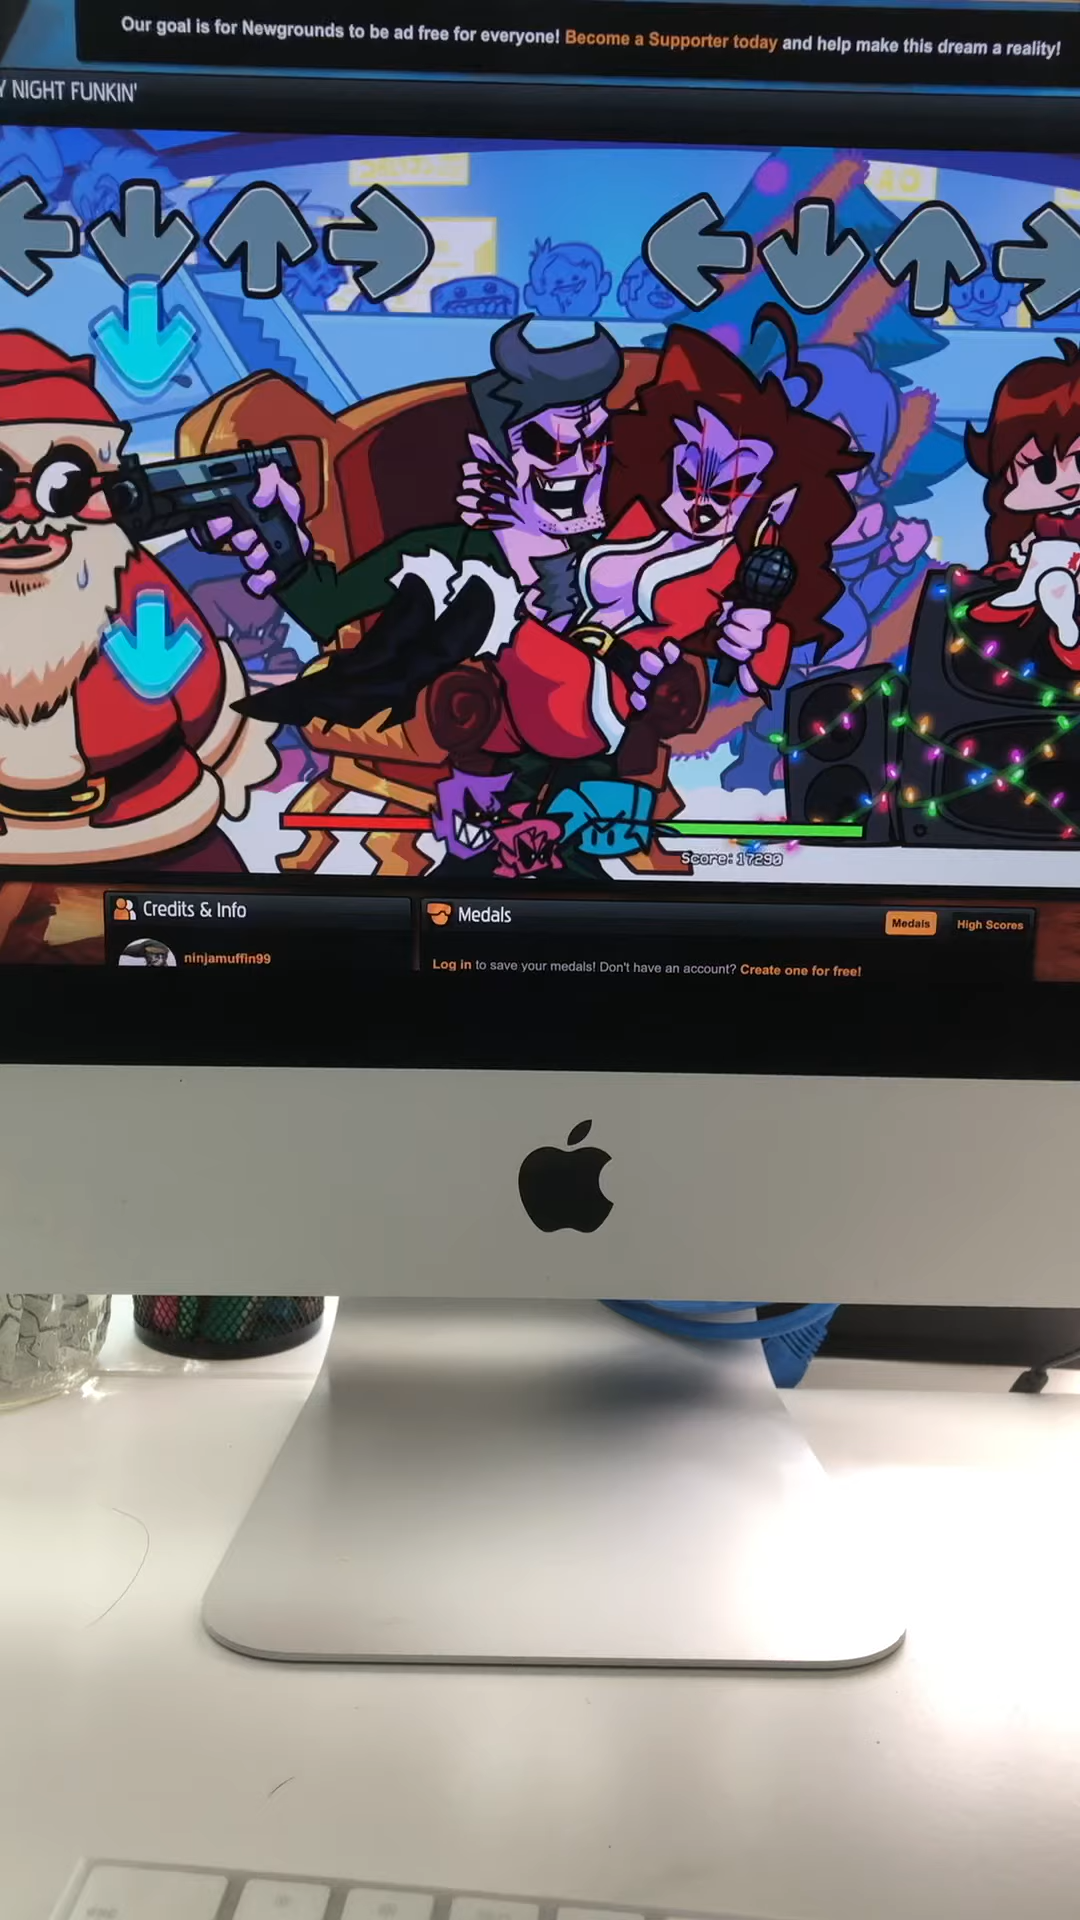 Our goal is for Newgrounds to be ad free for everyone! Become a Supporter today and help make this dream a reality!
Y NIGHT FUNKIN'
Score: 17290
Credits & Info
Medals
Medals
High Scores
ninjamuffin99
Log in to save your medals! Don't have an account? Create one for free!